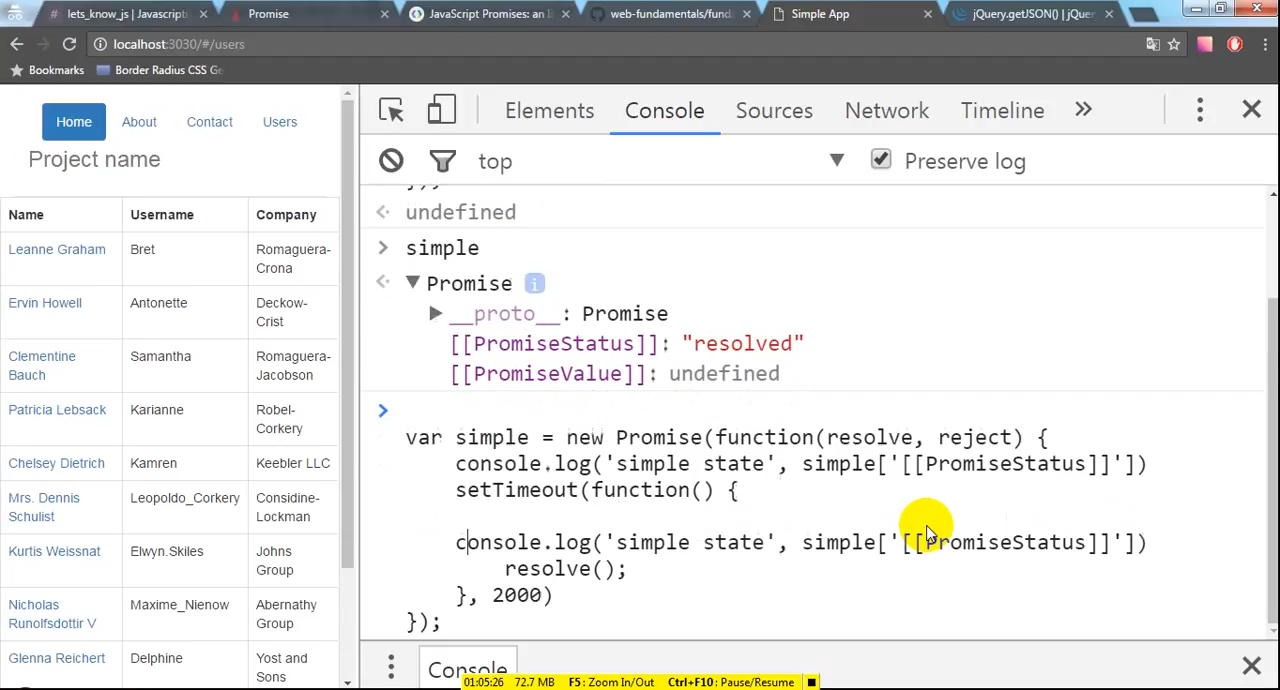 lets_know_js | Javascript
Promise
JavaScript Promises: an I
web-fundamentals/fund
Simple App
jQuery.getJSON() | jQuer
localhost:3030/#/users
Bookmarks
Border Radius CSS Ge
Home
About
Contact
Users
Project name
Name Username Company
Leanne Graham Bret Romaguera-
Crona
Ervin Howell Antonette Deckow-
Crist
Clementine Samantha Romaguera-
Bauch Jacobson
Patricia Lebsack Karianne Robel-
Corkery
Chelsey Dietrich Kamren Keebler LLC
Mrs. Dennis Leopoldo_Corkery Considine-
Schulist Lockman
Kurtis Weissnat Elwyn.Skiles Johns
Group
Nicholas Maxime_Nienow Abernathy
Runolfsdottir V Group
Glenna Reichert Delphine Yost and
Sons
Elements Console Sources Network Timeline
top
Preserve log
undefined
simple
Promise
__proto__: Promise
[[PromiseStatus]]: "resolved"
[[PromiseValue]]: undefined
var simple = new Promise(function(resolve, reject) {
console.log('simple state', simple['[[PromiseStatus]]'])
setTimeout(function() {
console.log('simple state', simple['[[PromiseStatus]]'])
resolve();
}, 2000)
});
Console
01:05:26 72.7 MB F5: Zoom In/Out Ctrl+F10: Pause/Resume